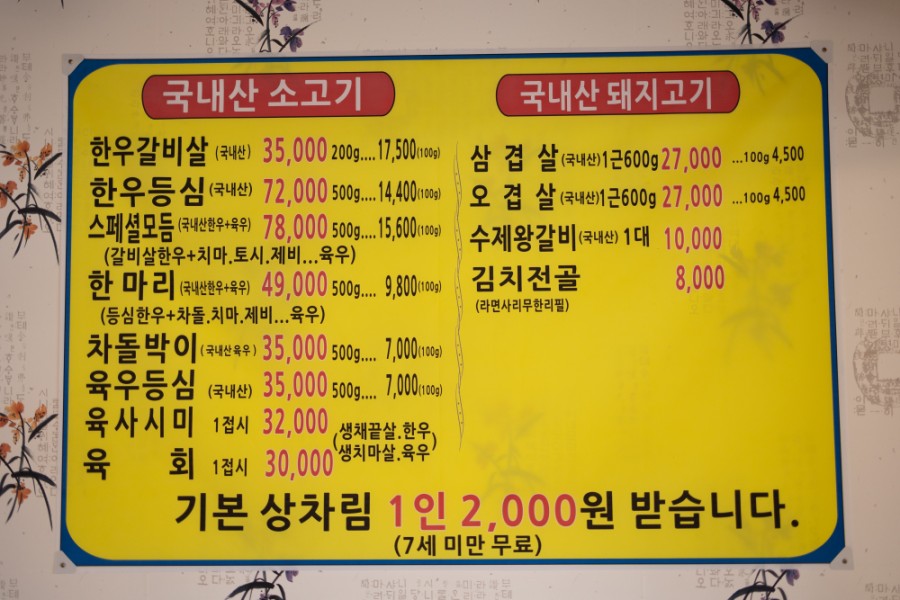 국내산 소고기
한우갈비살 (국내산) 35,000 200g....17,500(100g)
한우등심 (국내산) 72,000 500g....14,400(100g)
스페셜모듬 (국내산한우+육우) 78,000 500g....15,600(100g)
(갈비살한우+치마.토시.제비...육우)
한 마리 (국내산한우+육우) 49,000 500g.... 9,800(100g)
(등심한우+차돌.치마.제비...육우)
차돌박이 (국내산육우) 35,000 500g.... 7,000(100g)
육우등심 (국내산) 35,000 500g.... 7,000(100g)
육사시미 1접시 32,000
육 회 1접시 30,000
(생채끝살.한우)
(생치마살.육우)
국내산 돼지고기
삼 겹 살 (국내산)1근600g 27,000 ...100g 4,500
오 겹 살 (국내산)1근600g 27,000 ...100g 4,500
수제왕갈비 (국내산) 1대 10,000
김치전골 8,000
(라면사리무한리필)
기본 상차림 1인 2,000원 받습니다.
(7세 미만 무료)